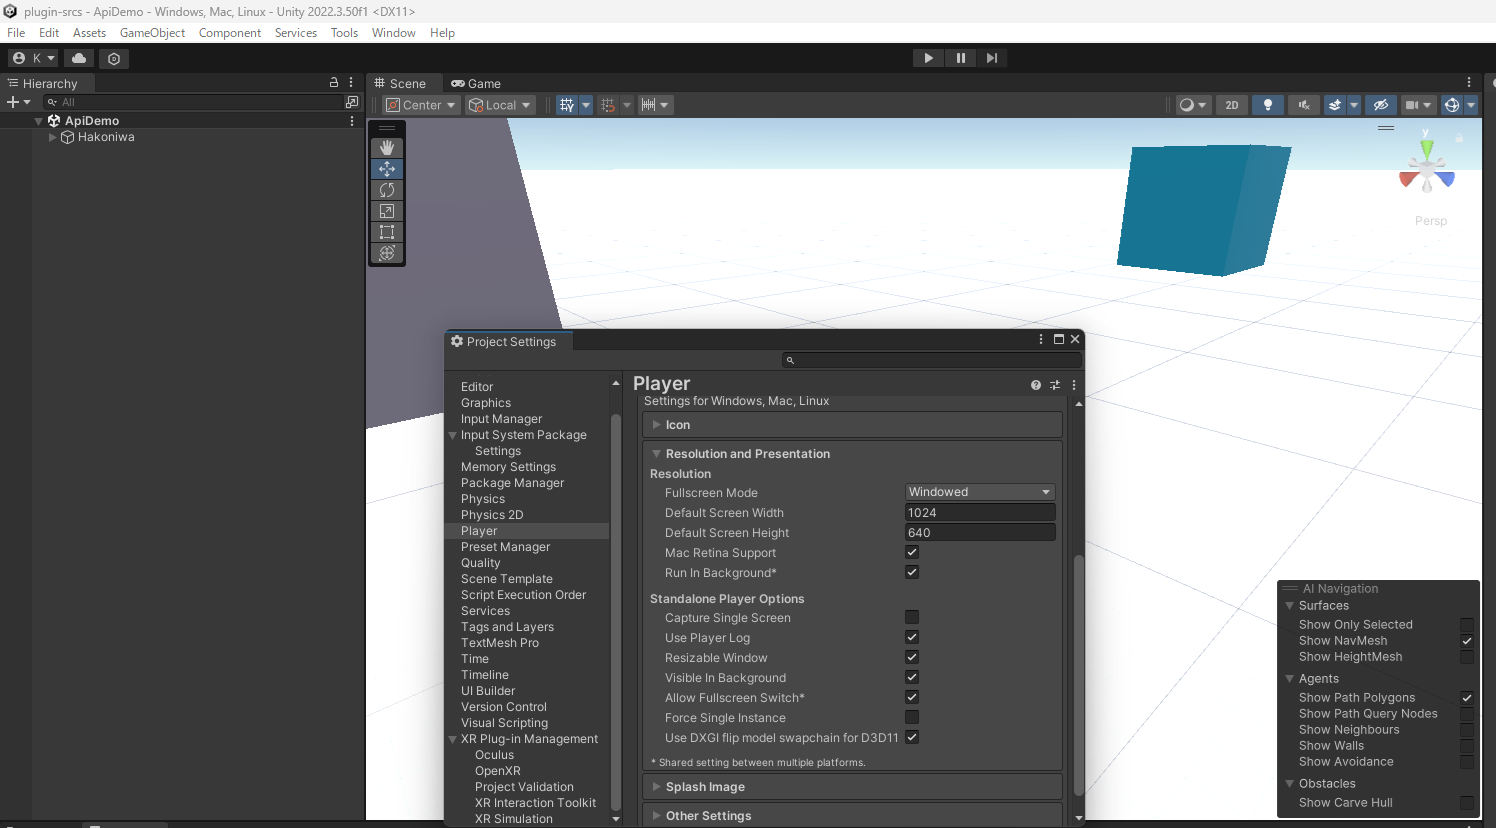 plugin-srcs - ApiDemo - Windows, Mac, Linux - Unity 2022.3.50f1 <DX11>
File Edit Assets GameObject Component Services Tools Window Help
K
Hierarchy
All
ApiDemo
Hakoniwa
Scene Game
Center Local 2D
y
Persp
Project Settings
Editor
Graphics
Input Manager
Input System Package
Settings
Memory Settings
Package Manager
Physics
Physics 2D
Player
Preset Manager
Quality
Scene Template
Script Execution Order
Services
Tags and Layers
TextMesh Pro
Time
Timeline
UI Builder
Version Control
Visual Scripting
XR Plug-in Management
Oculus
OpenXR
Project Validation
XR Interaction Toolkit
XR Simulation
Player
Settings for Windows, Mac, Linux
Icon
Resolution and Presentation
Resolution
Fullscreen Mode Windowed
Default Screen Width 1024
Default Screen Height 640
Mac Retina Support
Run In Background*
Standalone Player Options
Capture Single Screen
Use Player Log
Resizable Window
Visible In Background
Allow Fullscreen Switch*
Force Single Instance
Use DXGI flip model swapchain for D3D11
* Shared setting between multiple platforms.
Splash Image
Other Settings
AI Navigation
Surfaces
Show Only Selected
Show NavMesh
Show HeightMesh
Agents
Show Path Polygons
Show Path Query Nodes
Show Neighbours
Show Walls
Show Avoidance
Obstacles
Show Carve Hull